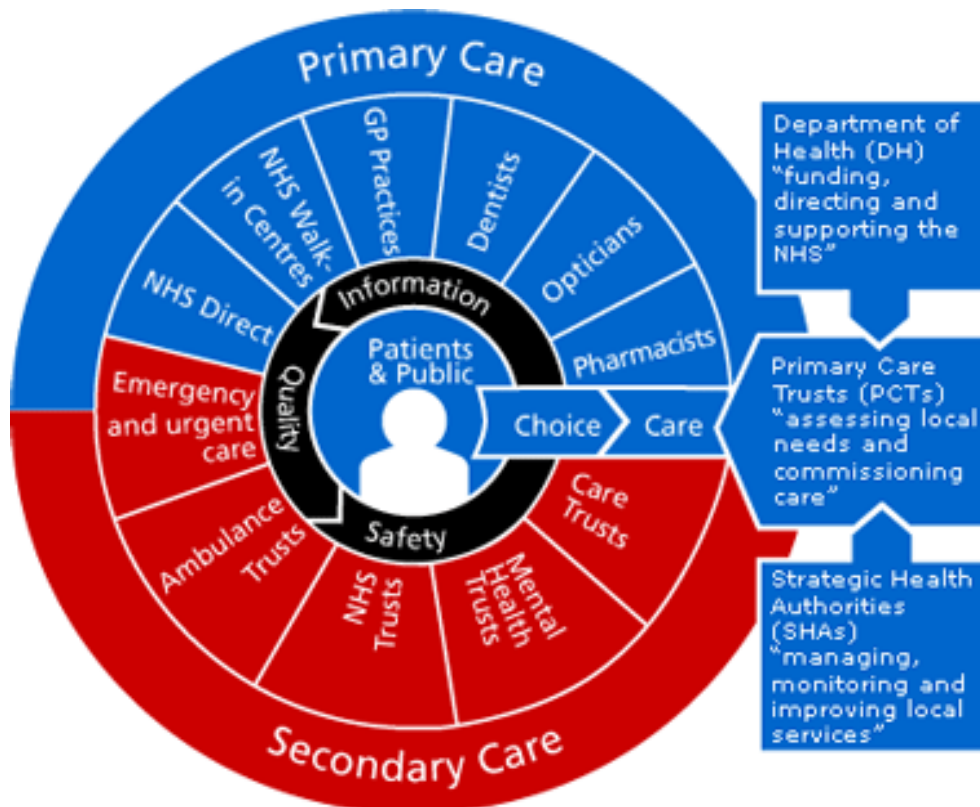 Primary Care
NHS Direct
NHS Walk-
in Centres
GP Practices
Dentists
Opticians
Pharmacists
Emergency
and urgent
care
Ambulance
Trusts
NHS
Trusts
Mental
Health
Trusts
Care
Trusts
Secondary Care
Information
Quality
Safety
Patients
& Public
Choice
Care
Department of
Health (DH)
"funding,
directing and
supporting the
NHS"
Primary Care
Trusts (PCTs)
"assessing local
needs and
commissioning
care"
Strategic Health
Authorities
(SHAs)
"managing,
monitoring and
improving local
services"